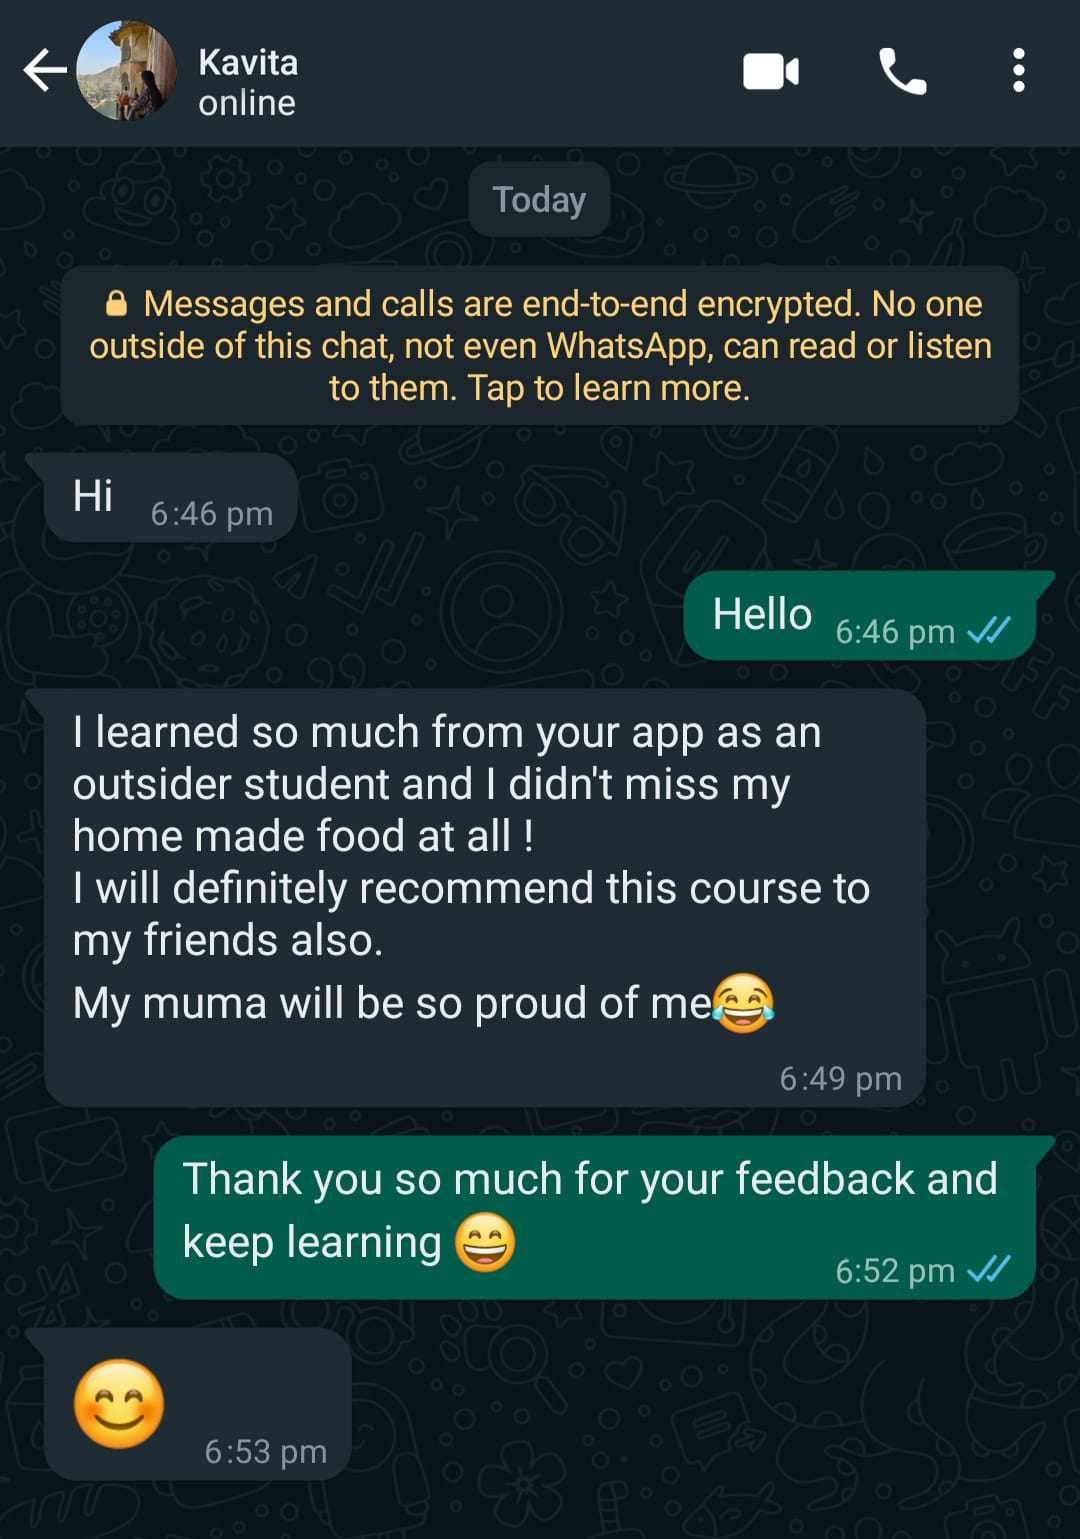 Kavita
online
Today
🔒 Messages and calls are end-to-end encrypted. No one
outside of this chat, not even WhatsApp, can read or listen
to them. Tap to learn more.
Hi 6:46 pm
Hello 6:46 pm
I learned so much from your app as an
outsider student and I didn't miss my
home made food at all !
I will definitely recommend this course to
my friends also.
My muma will be so proud of me😂
6:49 pm
Thank you so much for your feedback and
keep learning 😄
6:52 pm
😊
6:53 pm